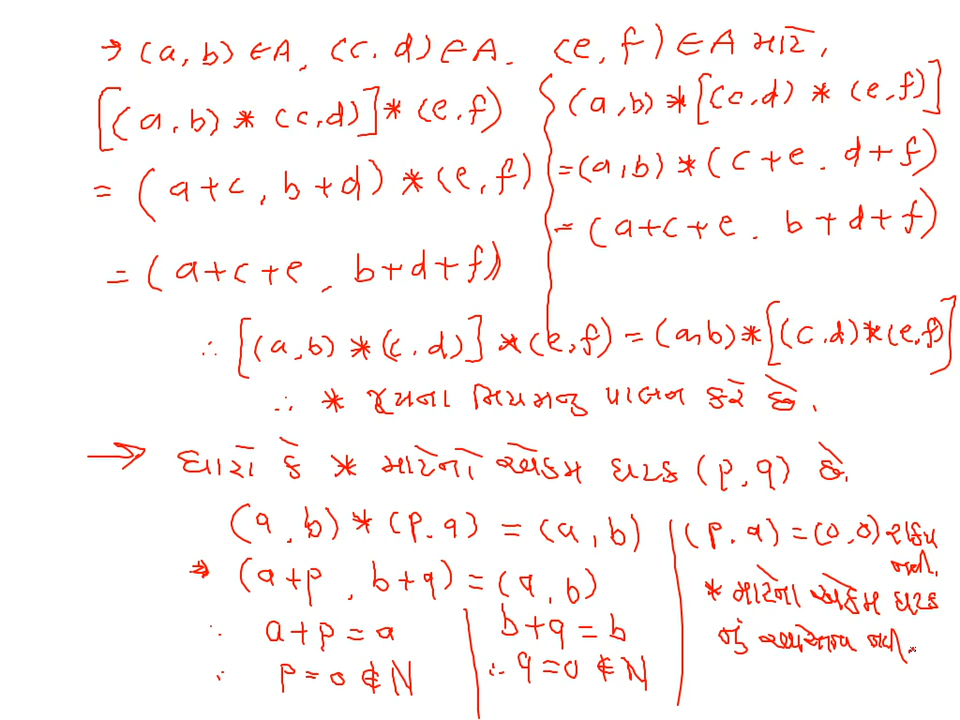 → (a, b) ∈ A, (c, d) ∈ A, (e, f) ∈ A માટે,
[(a, b) * (c, d)] * (e, f)
= (a+c, b+d) * (e, f)
= (a+c+e, b+d+f)
(a, b) * [(c, d) * (e, f)]
= (a, b) * (c+e, d+f)
= (a+c+e, b+d+f)
∴ [(a, b) * (c, d)] * (e, f) = (a, b) * [(c, d) * (e, f)]
∴ * જૂથના નિયમનું પાલન કરે છે.
→ ધારો કે * માટેનો એકમ ઘટક (p, q) છે.
(a, b) * (p, q) = (a, b)
⇒ (a+p, b+q) = (a, b)
∴ a+p = a
∴ p = 0 ∉ N
b+q = b
∴ q = 0 ∉ N
(p, q) = (0, 0) શક્ય
નથી.
* માટેના એકમ ઘટક
નું અસ્તિત્વ નથી.